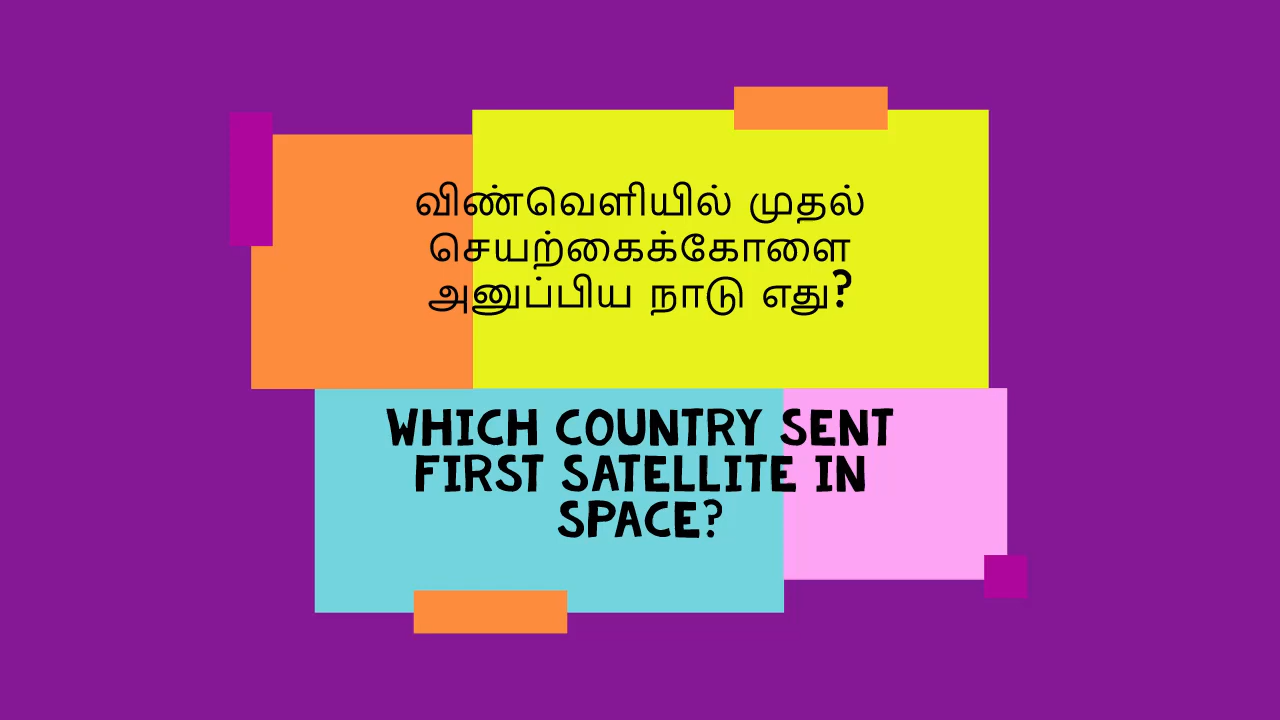 விண்வெளியில் முதல்
செயற்கைக்கோளை
அனுப்பிய நாடு எது?
WHICH COUNTRY SENT
FIRST SATELLITE IN
SPACE?